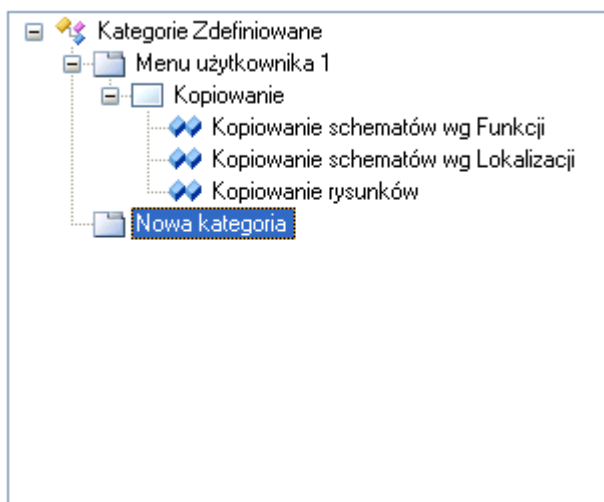 Kategorie Zdefiniowane
Menu użytkownika 1
Kopiowanie
Kopiowanie schematów wg Funkcji
Kopiowanie schematów wg Lokalizacji
Kopiowanie rysunków
Nowa kategoria